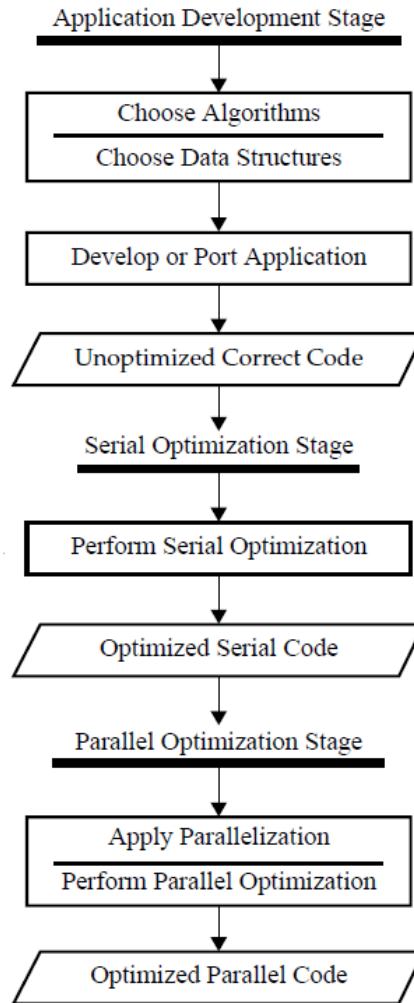 Application Development Stage
Choose Algorithms
Choose Data Structures
Develop or Port Application
Unoptimized Correct Code
Serial Optimization Stage
Perform Serial Optimization
Optimized Serial Code
Parallel Optimization Stage
Apply Parallelization
Perform Parallel Optimization
Optimized Parallel Code